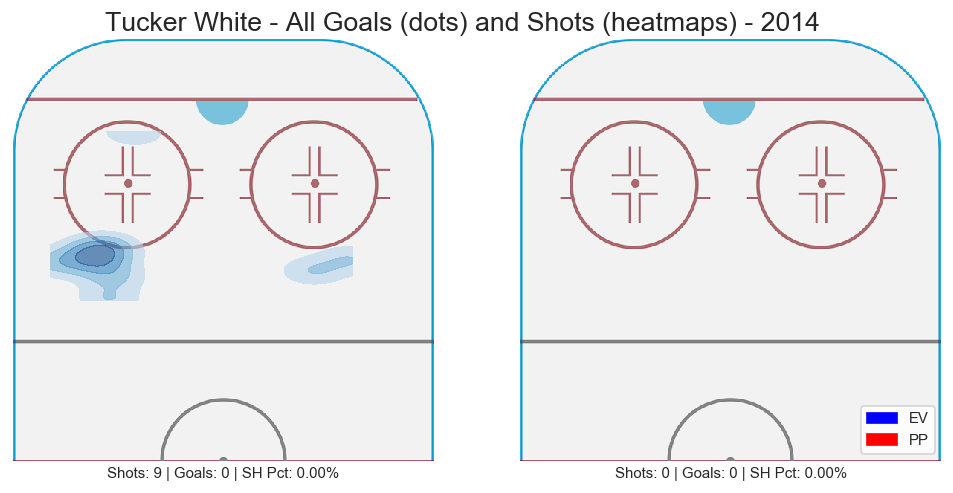 Tucker White - All Goals (dots) and Shots (heatmaps) - 2014
EV
PP
Shots: 9 | Goals: 0 | SH Pct: 0.00%
Shots: 0 | Goals: 0 | SH Pct: 0.00%